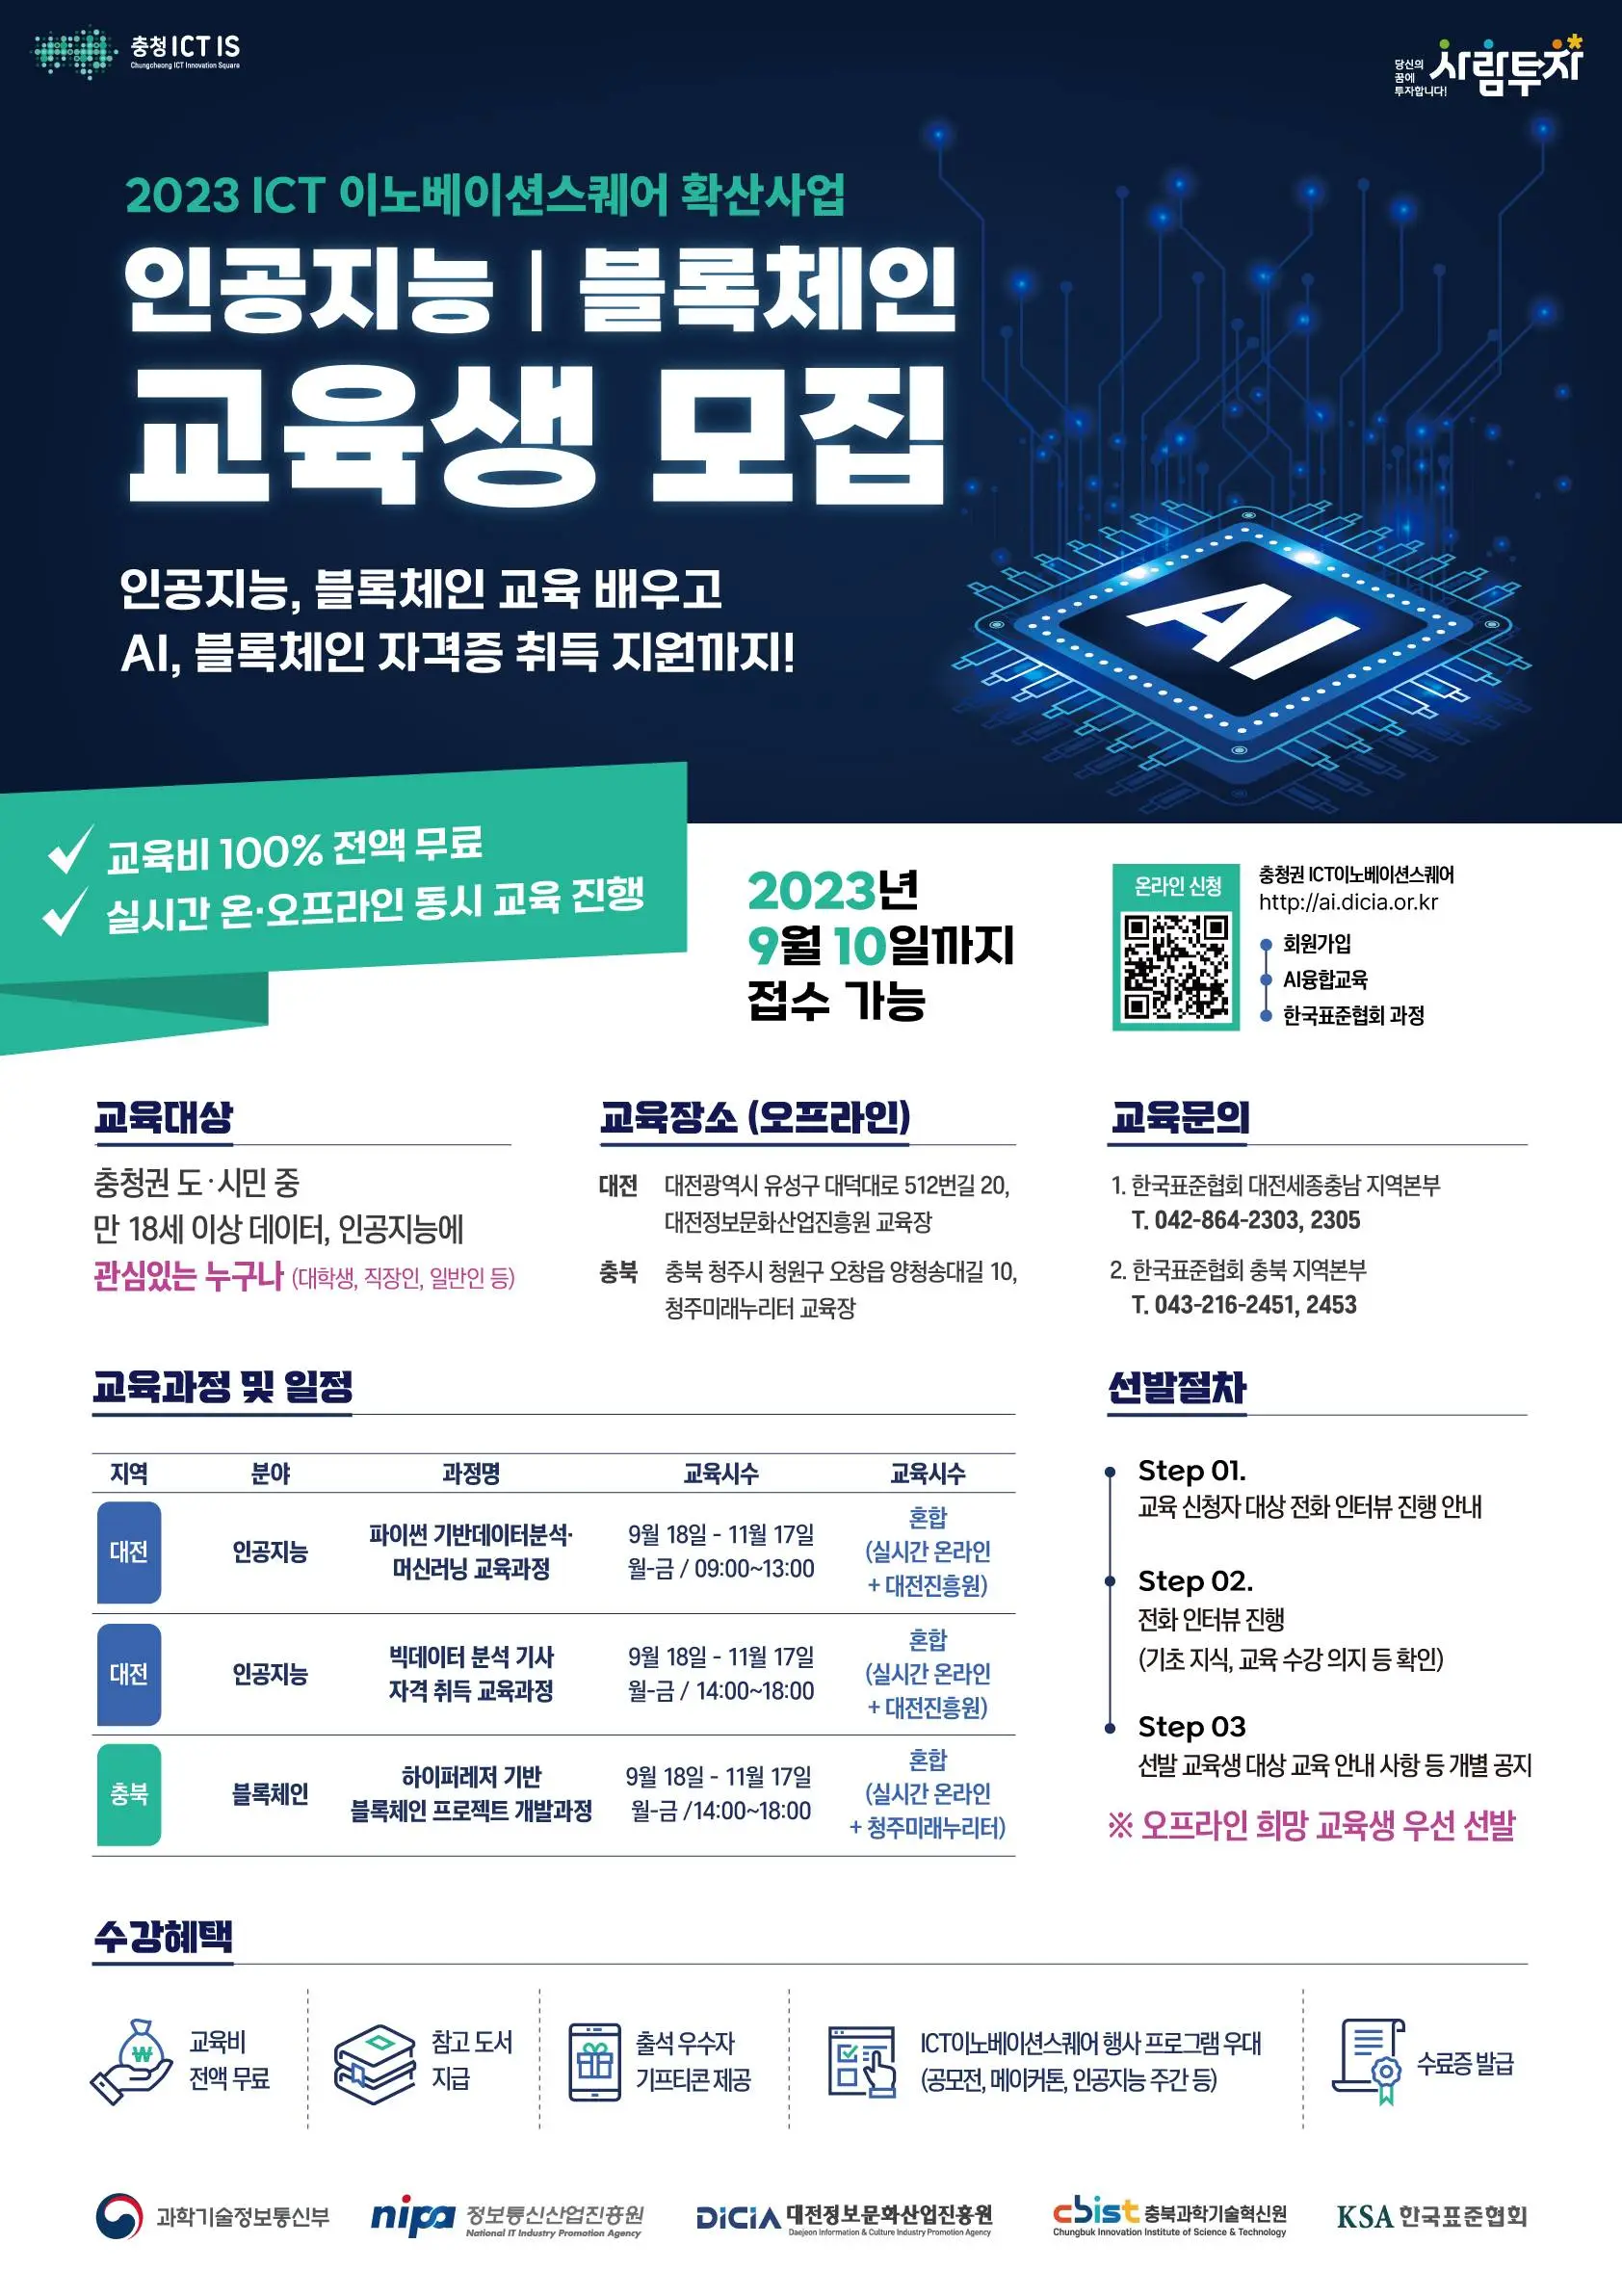 충청 ICT IS
Chungcheong ICT Innovation Square
당신의
꿈에
투자합니다!
사람투자
2023 ICT 이노베이션스퀘어 확산사업
인공지능 | 블록체인
교육생 모집
인공지능, 블록체인 교육 배우고
AI, 블록체인 자격증 취득 지원까지!
AI
교육비 100% 전액 무료
실시간 온·오프라인 동시 교육 진행
2023년
9월 10일까지
접수 가능
온라인 신청
충청권 ICT이노베이션스퀘어
http://ai.dicia.or.kr
회원가입
AI융합교육
한국표준협회 과정
교육대상
충청권 도·시민 중
만 18세 이상 데이터, 인공지능에
관심있는 누구나 (대학생, 직장인, 일반인 등)
교육장소 (오프라인)
대전 대전광역시 유성구 대덕대로 512번길 20,
대전정보문화산업진흥원 교육장
충북 충북 청주시 청원구 오창읍 양청송대길 10,
청주미래누리터 교육장
교육문의
1. 한국표준협회 대전세종충남 지역본부
T. 042-864-2303, 2305
2. 한국표준협회 충북 지역본부
T. 043-216-2451, 2453
교육과정 및 일정
지역 분야 과정명 교육시수 교육시수
대전 인공지능
파이썬 기반데이터분석·
머신러닝 교육과정
9월 18일 - 11월 17일
월-금 / 09:00~13:00
혼합
(실시간 온라인
+ 대전진흥원)
대전 인공지능
빅데이터 분석 기사
자격 취득 교육과정
9월 18일 - 11월 17일
월-금 / 14:00~18:00
혼합
(실시간 온라인
+ 대전진흥원)
충북 블록체인
하이퍼레저 기반
블록체인 프로젝트 개발과정
9월 18일 - 11월 17일
월-금 /14:00~18:00
혼합
(실시간 온라인
+ 청주미래누리터)
선발절차
Step 01.
교육 신청자 대상 전화 인터뷰 진행 안내
Step 02.
전화 인터뷰 진행
(기초 지식, 교육 수강 의지 등 확인)
Step 03
선발 교육생 대상 교육 안내 사항 등 개별 공지
※ 오프라인 희망 교육생 우선 선발
수강혜택
교육비
전액 무료
참고 도서
지급
출석 우수자
기프티콘 제공
ICT이노베이션스퀘어 행사 프로그램 우대
(공모전, 메이커톤, 인공지능 주간 등)
수료증 발급
과학기술정보통신부
nipa 정보통신산업진흥원
National IT Industry Promotion Agency
DiCiA 대전정보문화산업진흥원
Daejeon Information & Culture Industry Promotion Agency
cbist 충북과학기술혁신원
Chungbuk Innovation Institute of Science & Technology
KSA 한국표준협회